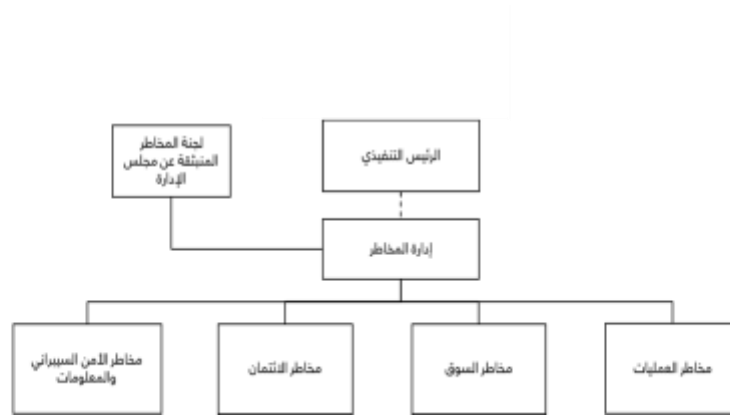 لجنة المخاطر
المنبثقة عن مجلس
الإدارة
الرئيس التنفيذي
إدارة المخاطر
مخاطر العمليات
مخاطر السوق
مخاطر الائتمان
مخاطر الأمن السيبراني
والمعلومات